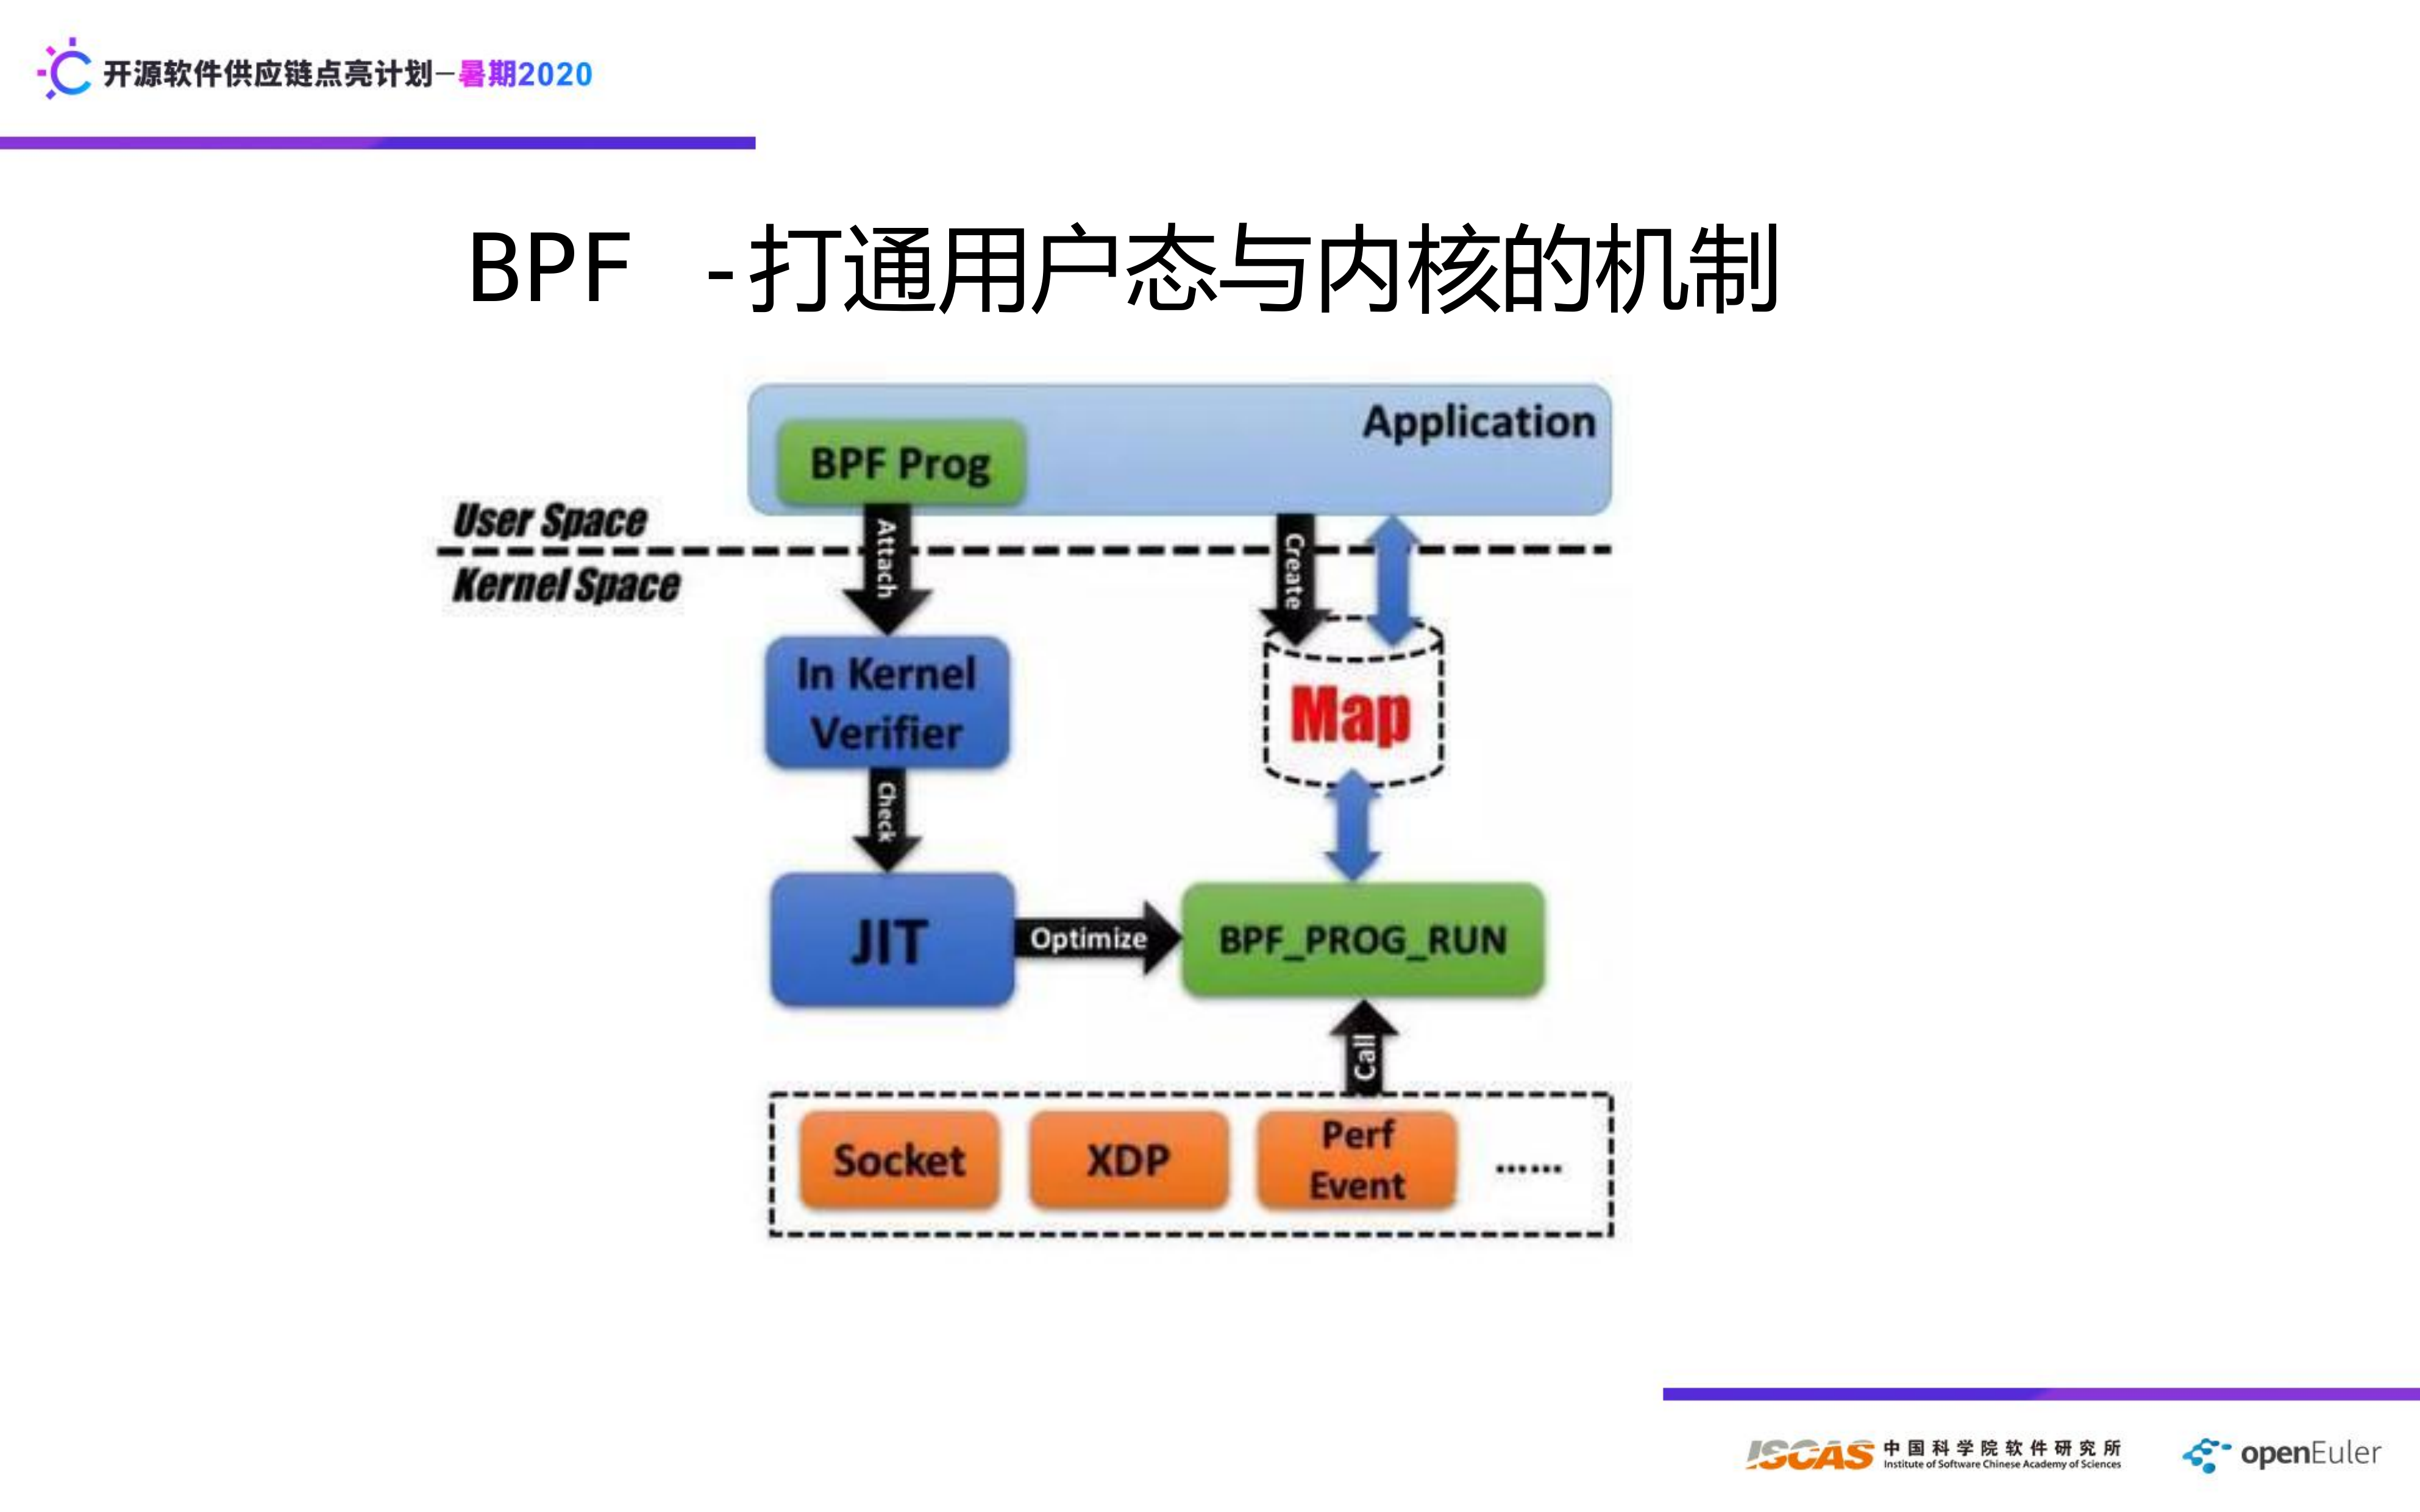 开源软件供应链点亮计划—暑期2020
BPF -打通用户态与内核的机制
Application
BPF Prog
User Space
Attach
Create
Kernel Space
In Kernel
Verifier
Map
Check
JIT
Optimize
BPF_PROG_RUN
Call
Socket
XDP
Perf
Event
......
ISCAS 中国科学院软件研究所
Institute of Software Chinese Academy of Sciences
openEuler